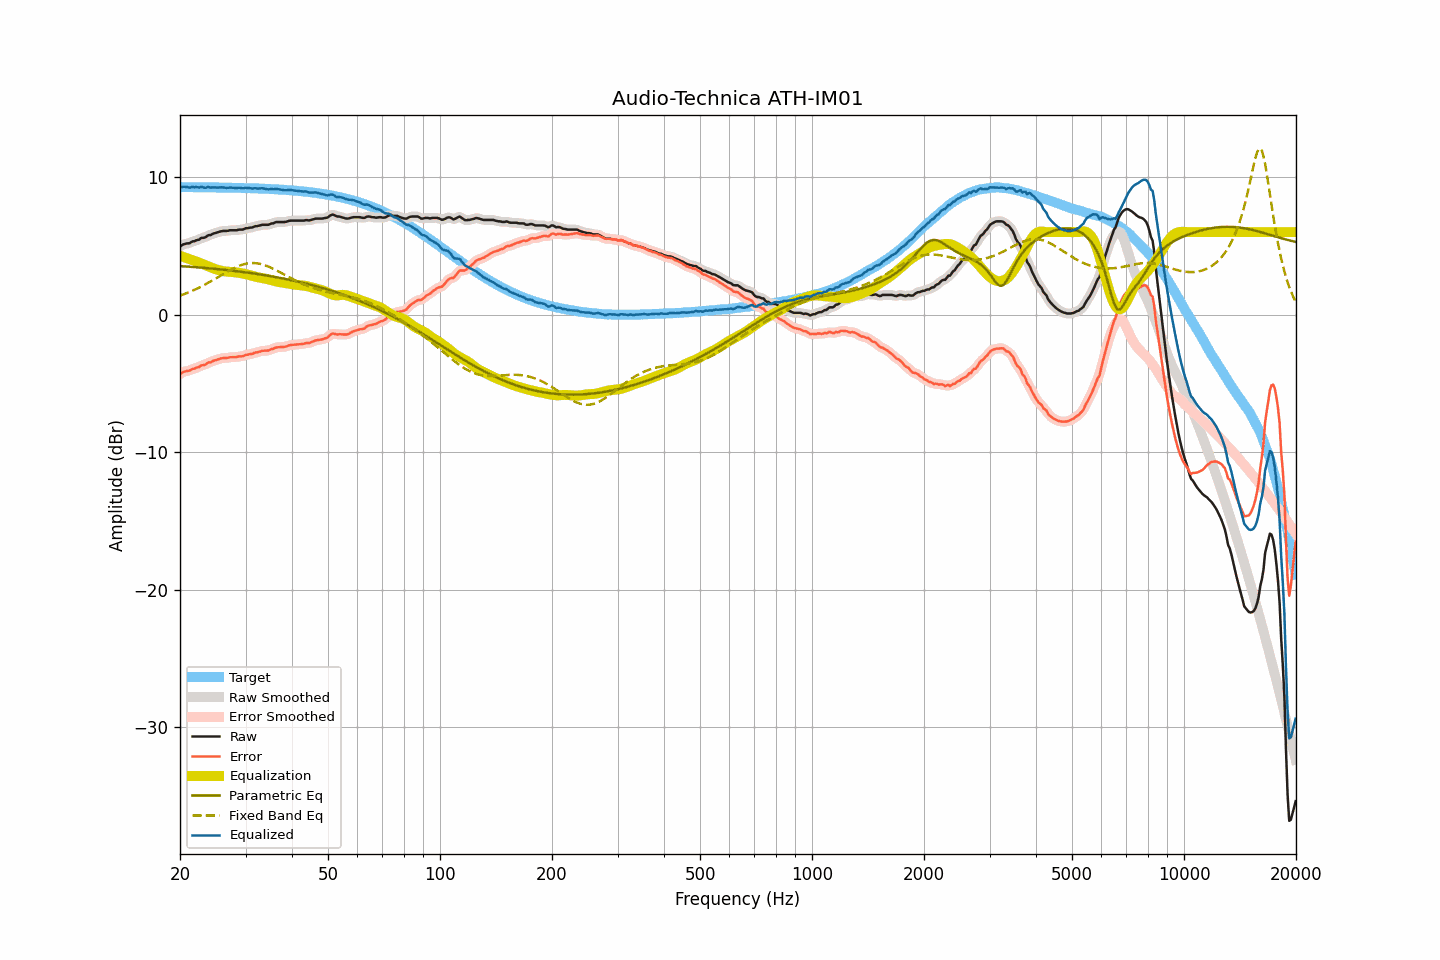 Audio-Technica ATH-IM01
10
0
−10
−20
−30
Amplitude (dBr)
Target
Raw Smoothed
Error Smoothed
Raw
Error
Equalization
Parametric Eq
Fixed Band Eq
Equalized
20 50 100 200 500 1000 2000 5000 10000 20000
Frequency (Hz)